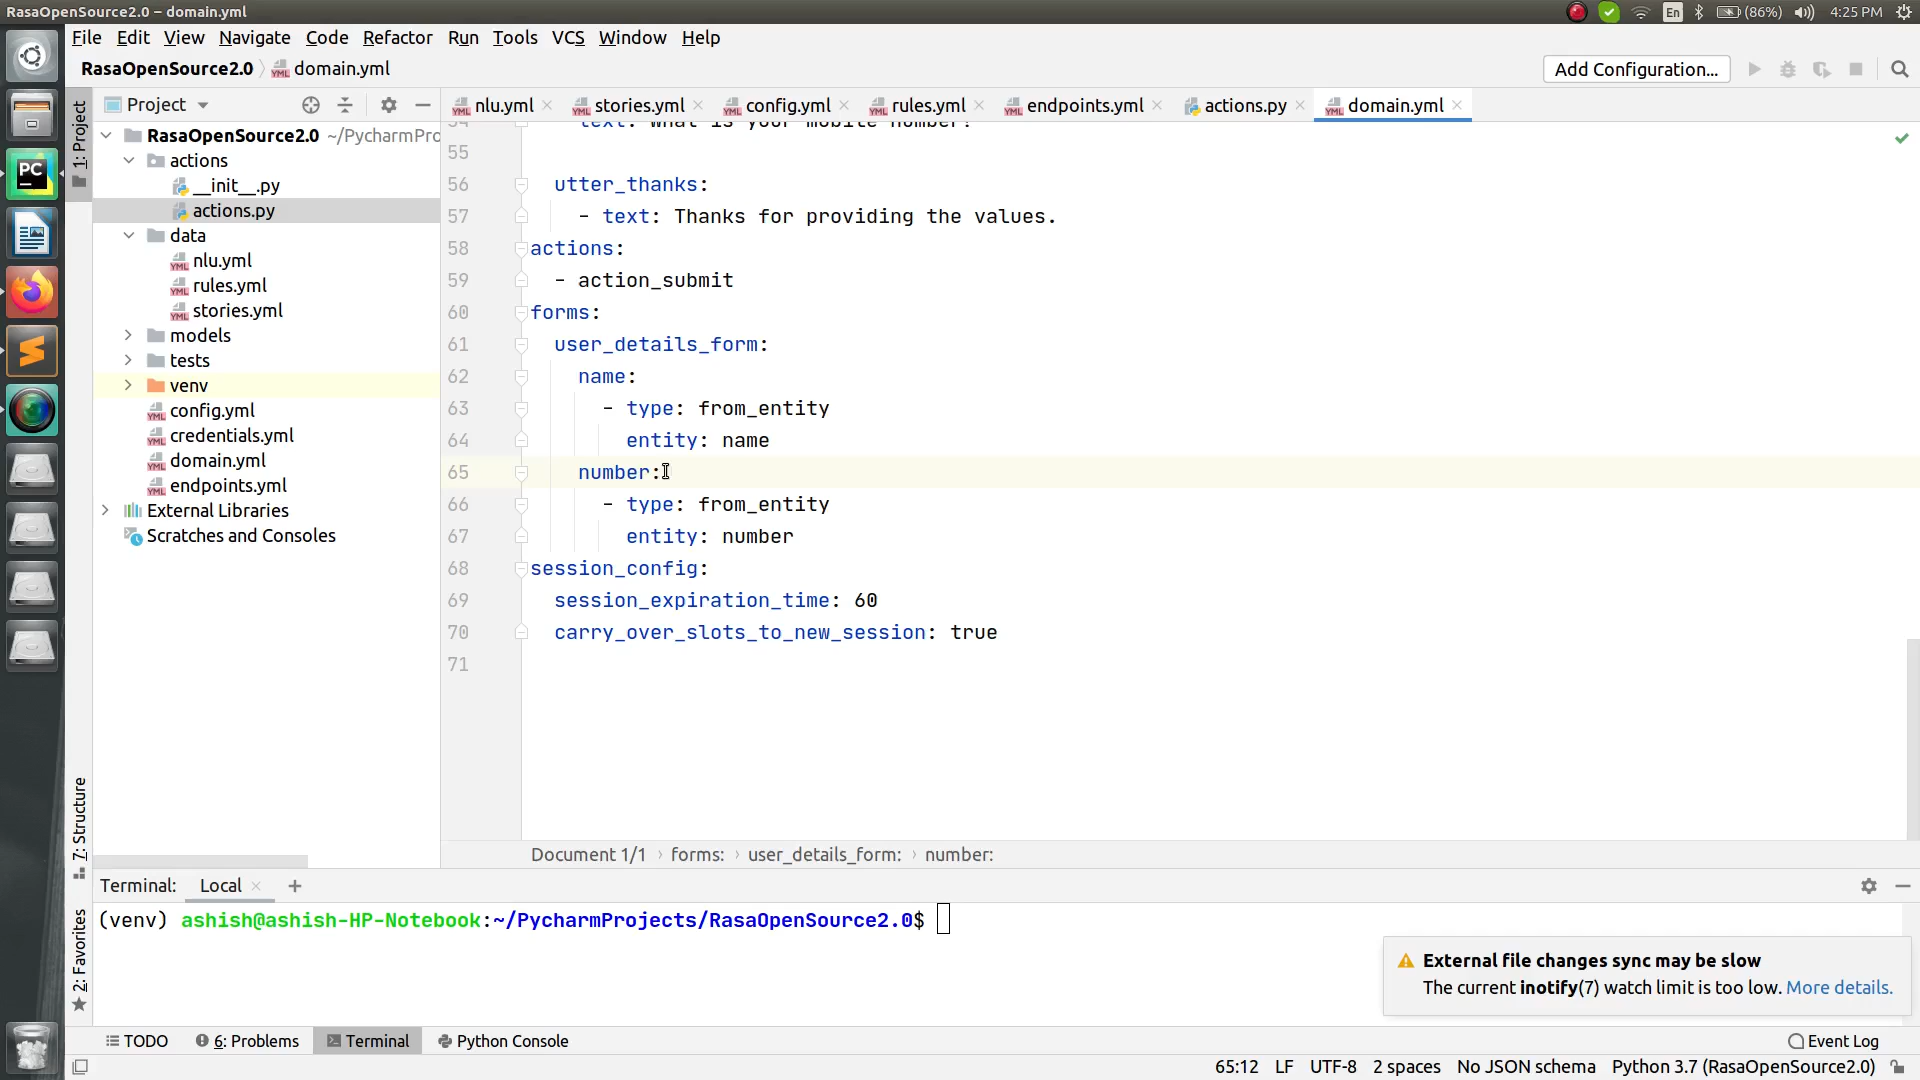 RasaOpenSource2.0 – domain.yml
En (86%) 4:25 PM
File Edit View Navigate Code Refactor Run Tools VCS Window Help
RasaOpenSource2.0 domain.yml
Add Configuration...
1: Project
Project
nlu.yml stories.yml config.yml rules.yml endpoints.yml actions.py domain.yml
RasaOpenSource2.0 ~/PycharmPro
actions
__init__.py
actions.py
data
nlu.yml
rules.yml
stories.yml
models
tests
venv
config.yml
credentials.yml
domain.yml
endpoints.yml
External Libraries
Scratches and Consoles
54 text: What is your mobile number?
55
56 utter_thanks:
57 - text: Thanks for providing the values.
58 actions:
59 - action_submit
60 forms:
61 user_details_form:
62 name:
63 - type: from_entity
64 entity: name
65 number:
66 - type: from_entity
67 entity: number
68 session_config:
69 session_expiration_time: 60
70 carry_over_slots_to_new_session: true
71
Document 1/1 › forms: › user_details_form: › number:
7: Structure
2: Favorites
Terminal: Local +
(venv) ashish@ashish-HP-Notebook:~/PycharmProjects/RasaOpenSource2.0$
External file changes sync may be slow
The current inotify(7) watch limit is too low. More details.
TODO 6: Problems Terminal Python Console Event Log
65:12 LF UTF-8 2 spaces No JSON schema Python 3.7 (RasaOpenSource2.0)